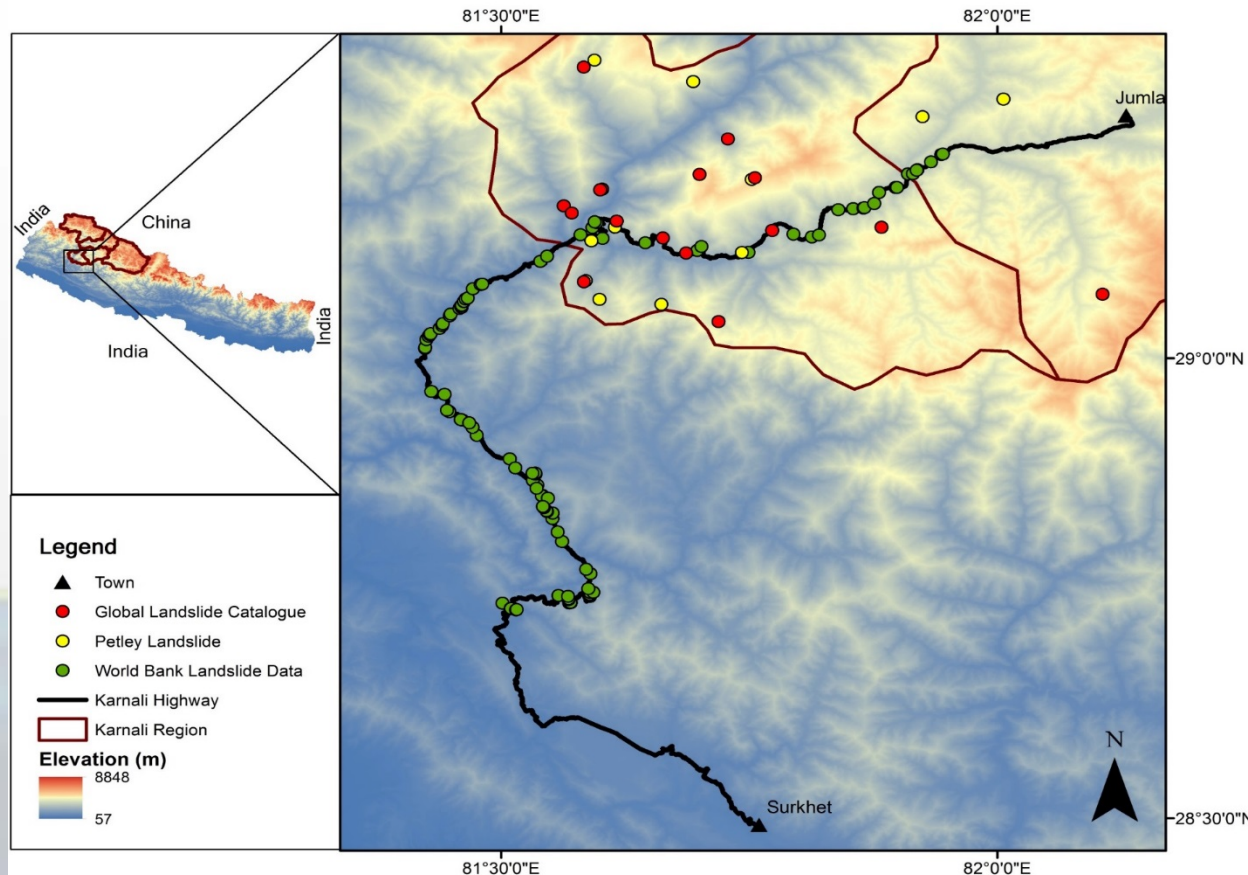 81°30'0"E
82°0'0"E
Jumla
India
China
India
India
29°0'0"N
Legend
Town
Global Landslide Catalogue
Petley Landslide
World Bank Landslide Data
Karnali Highway
Karnali Region
Elevation (m)
8848
57
N
Surkhet
28°30'0"N
81°30'0"E
82°0'0"E